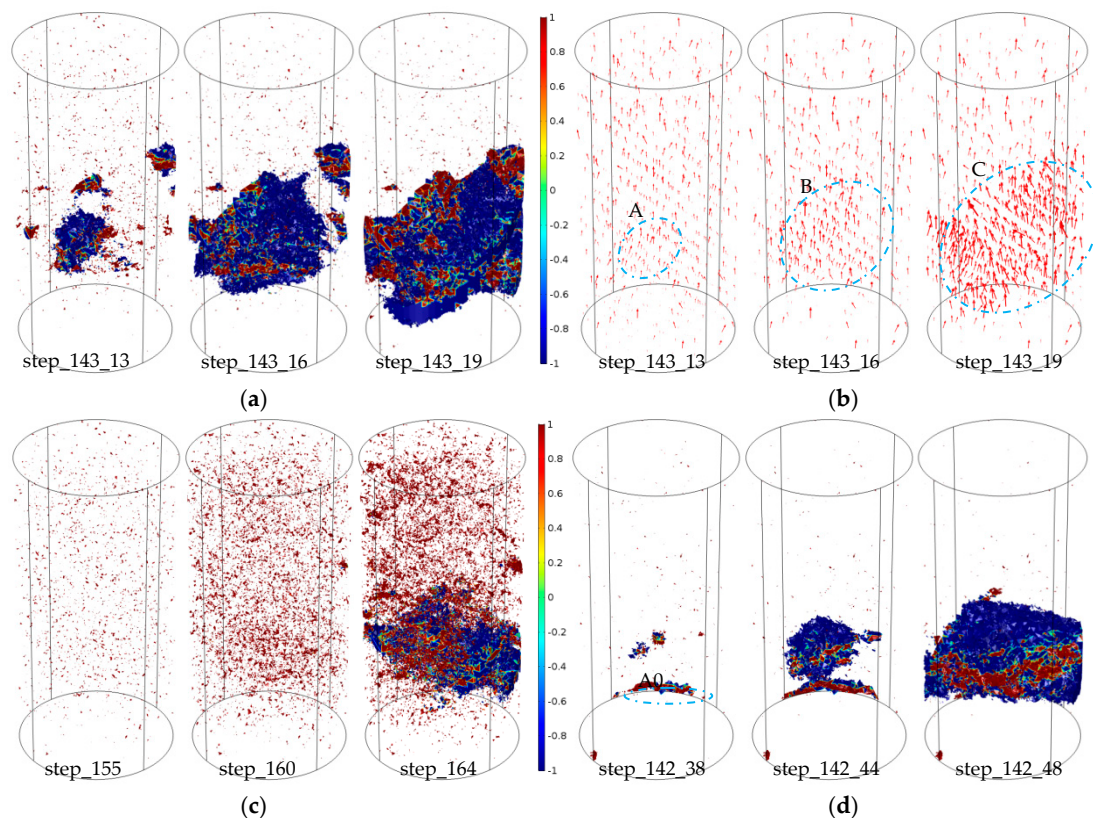 1
0.8
0.6
0.4
0.2
0
-0.2
-0.4
-0.6
-0.8
-1
A
B
C
step_143_13
step_143_16
step_143_19
step_143_13
step_143_16
step_143_19
(a)
(b)
1
0.8
0.6
0.4
0.2
0
-0.2
-0.4
-0.6
-0.8
-1
A0
step_155
step_160
step_164
step_142_38
step_142_44
step_142_48
(c)
(d)